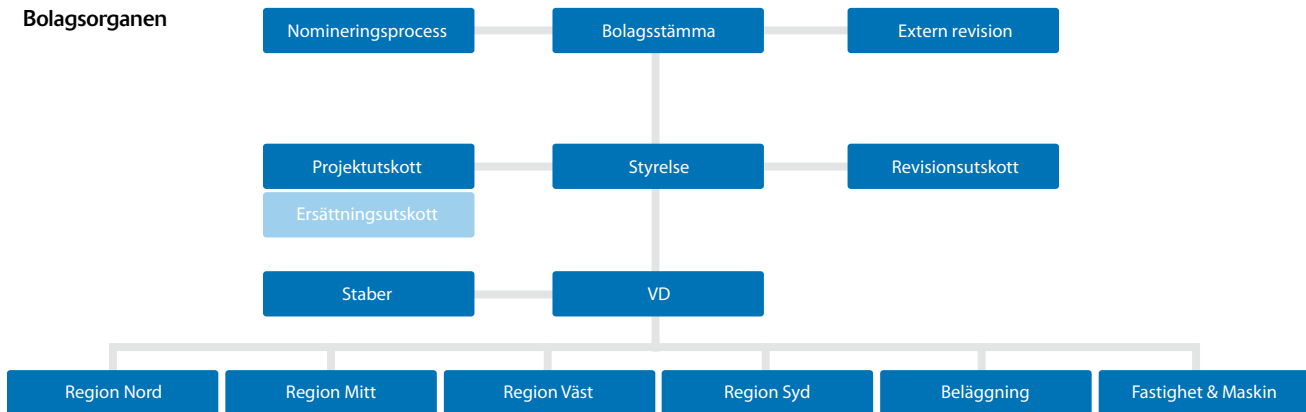 Bolagsorganen
Nomineringsprocess
Bolagsstämma
Extern revision
Projektutskott
Styrelse
Revisionsutskott
Ersättningsutskott
Staber
VD
Region Nord
Region Mitt
Region Väst
Region Syd
Beläggning
Fastighet & Maskin